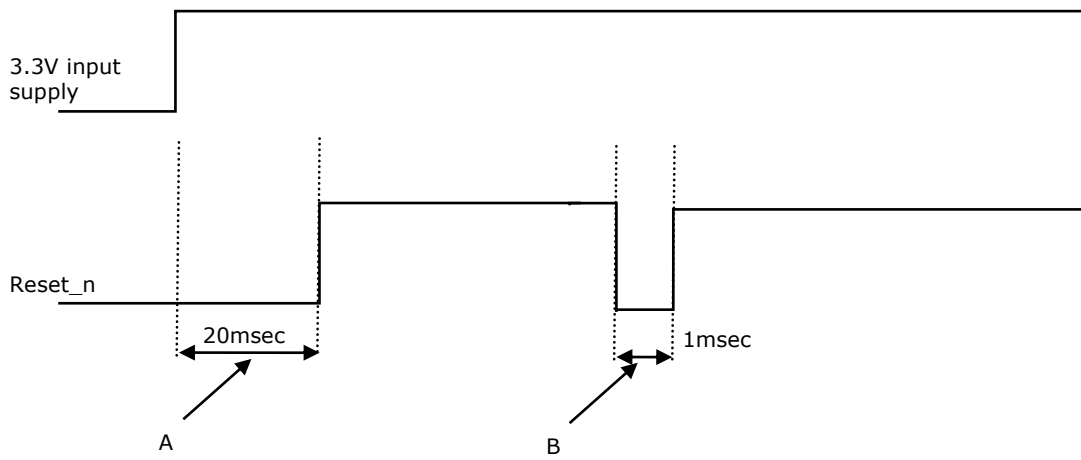 3.3V input
supply
Reset_n
20msec
1msec
A
B